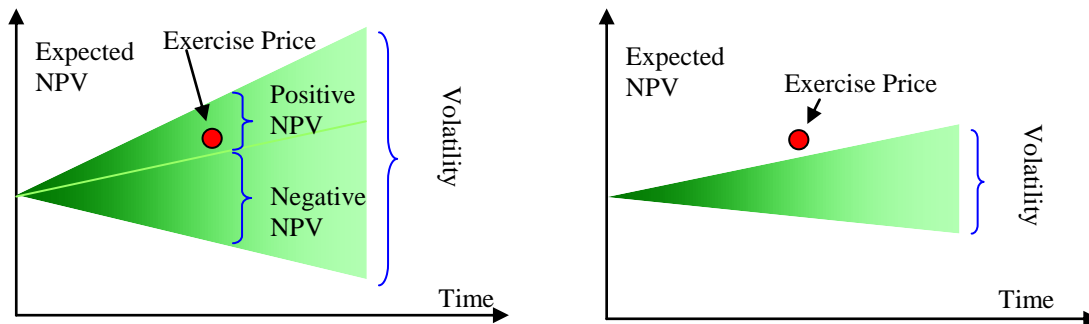 Expected
NPV
Exercise Price
Positive
NPV
Negative
NPV
Volatility
Time
Expected
NPV
Exercise Price
Volatility
Time